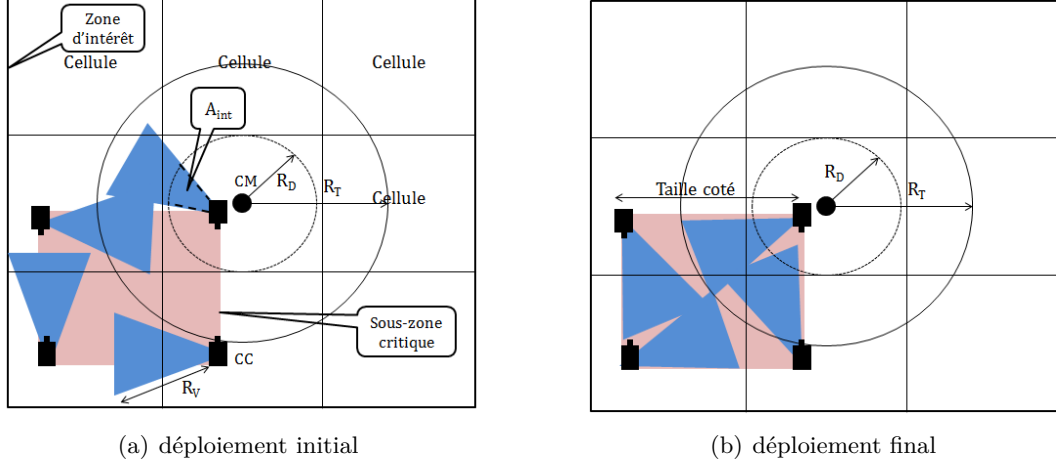 Zone
d'intérêt
Cellule
Cellule
Cellule
A_int
CM
R_D
R_T
Cellule
Sous-zone
critique
CC
R_V
(a) déploiement initial
Taille coté
R_D
R_T
(b) déploiement final